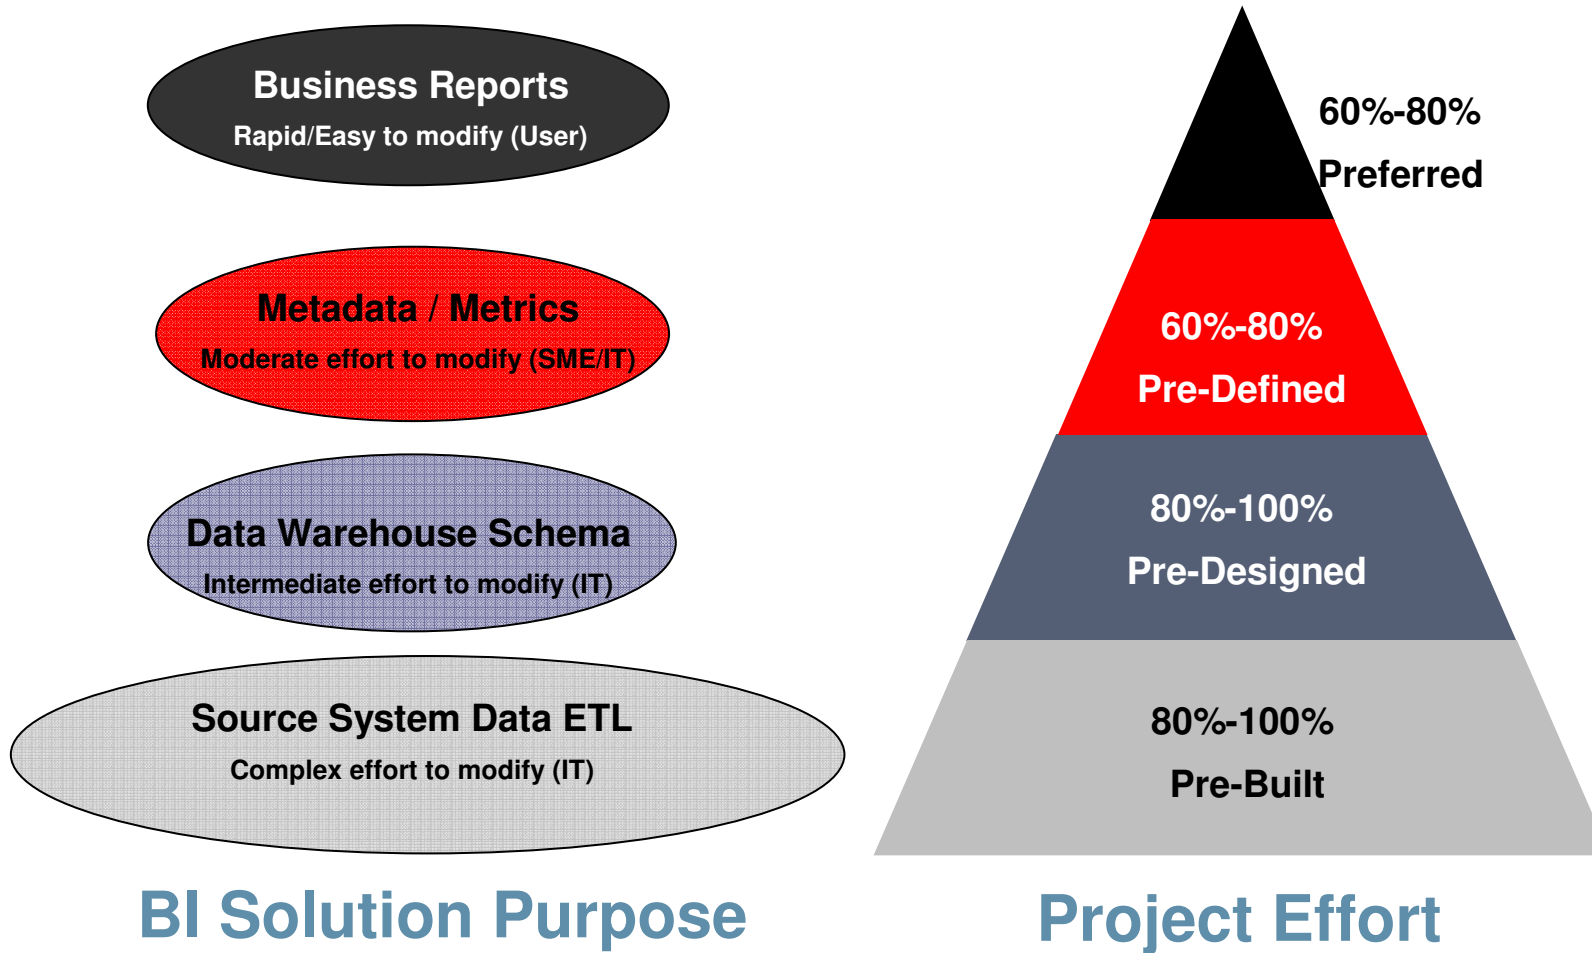 Business Reports
Rapid/Easy to modify (User)
Metadata / Metrics
Moderate effort to modify (SME/IT)
Data Warehouse Schema
Intermediate effort to modify (IT)
Source System Data ETL
Complex effort to modify (IT)
BI Solution Purpose
60%-80%
Preferred
60%-80%
Pre-Defined
80%-100%
Pre-Designed
80%-100%
Pre-Built
Project Effort